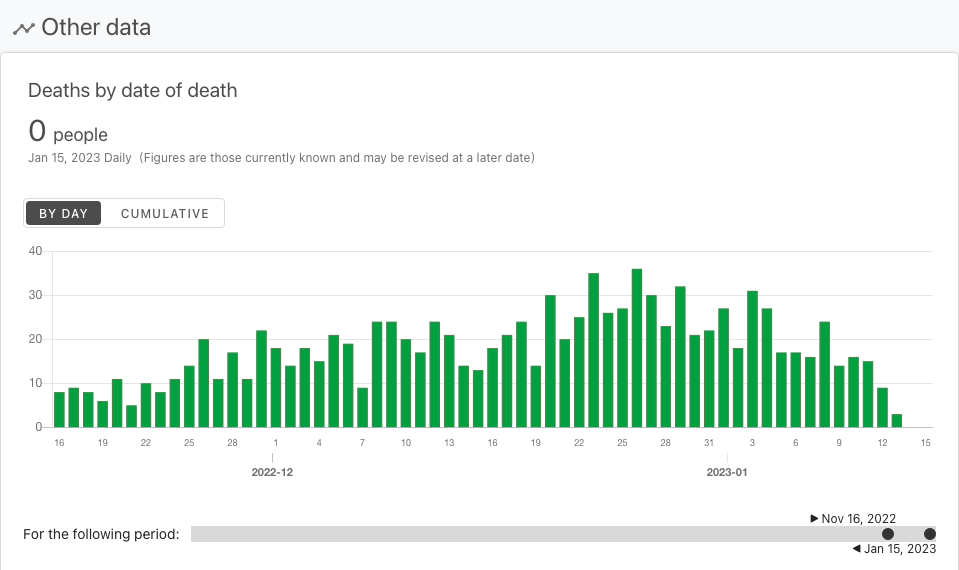 Other data
Deaths by date of death
0 people
Jan 15, 2023 Daily (Figures are those currently known and may be revised at a later date)
BY DAY CUMULATIVE
40
30
20
10
0
16 19 22 25 28 1 4 7 10 13 16 19 22 25 28 31 3 6 9 12 15
2022-12 2023-01
▶ Nov 16, 2022
For the following period:
◀ Jan 15, 2023